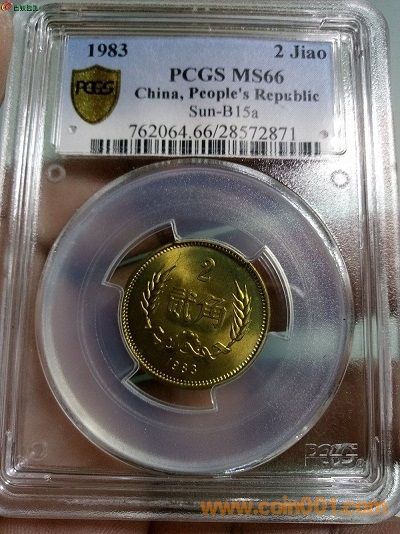 1983 2 Jiao
PCGS
PCGS MS66
China, People's Republic
Sun-B15a
762064.66/28572871
2
贰角
1983
PCGS
www.coin001.com